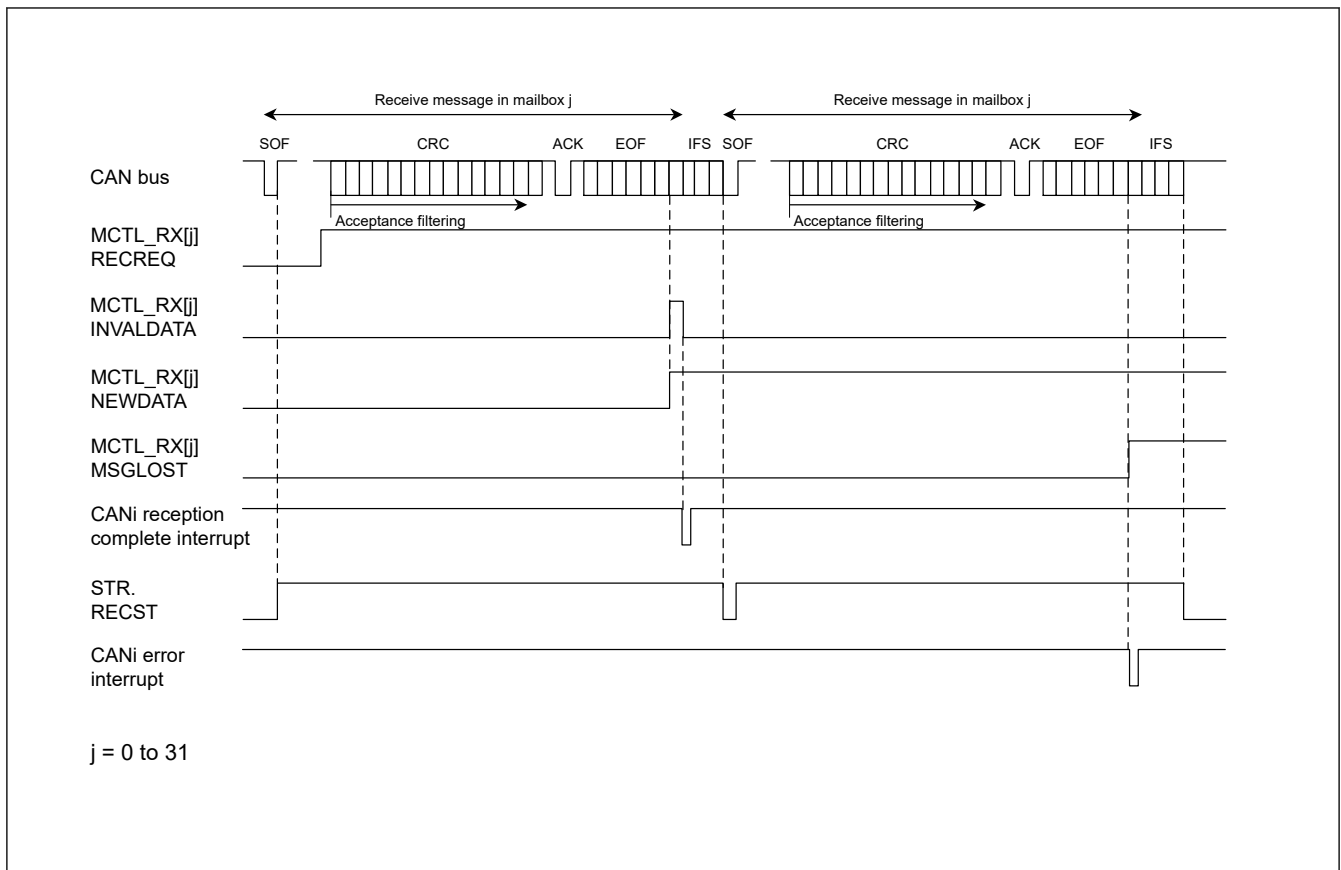 Receive message in mailbox j Receive message in mailbox j
SOF CRC ACK EOF IFS SOF CRC ACK EOF IFS
CAN bus
Acceptance filtering Acceptance filtering
MCTL_RX[j]
RECREQ
MCTL_RX[j]
INVALDATA
MCTL_RX[j]
NEWDATA
MCTL_RX[j]
MSGLOST
CANi reception
complete interrupt
STR.
RECST
CANi error
interrupt
j = 0 to 31